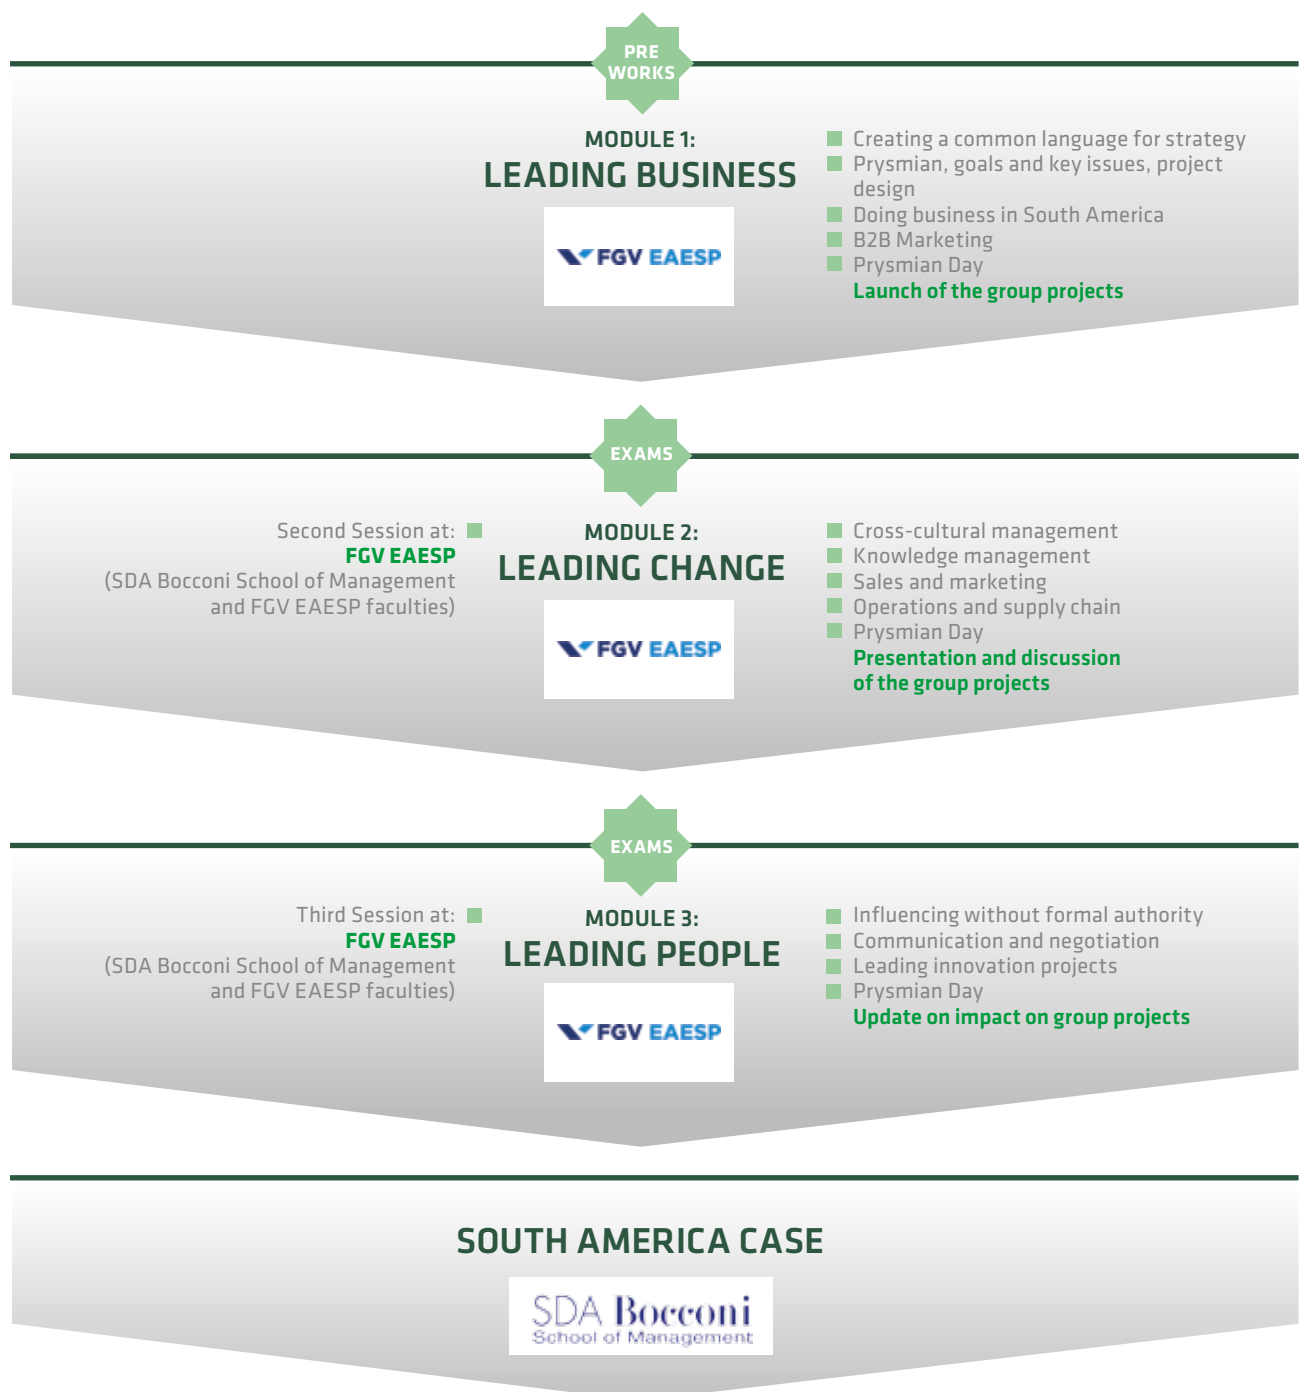 PRE
WORKS
MODULE 1:
LEADING BUSINESS
FGV EAESP
Creating a common language for strategy
Prysmian, goals and key issues, project
design
Doing business in South America
B2B Marketing
Prysmian Day
Launch of the group projects
EXAMS
Second Session at:
FGV EAESP
(SDA Bocconi School of Management
and FGV EAESP faculties)
MODULE 2:
LEADING CHANGE
FGV EAESP
Cross-cultural management
Knowledge management
Sales and marketing
Operations and supply chain
Prysmian Day
Presentation and discussion
of the group projects
EXAMS
Third Session at:
FGV EAESP
(SDA Bocconi School of Management
and FGV EAESP faculties)
MODULE 3:
LEADING PEOPLE
FGV EAESP
Influencing without formal authority
Communication and negotiation
Leading innovation projects
Prysmian Day
Update on impact on group projects
SOUTH AMERICA CASE
SDA Bocconi
School of Management